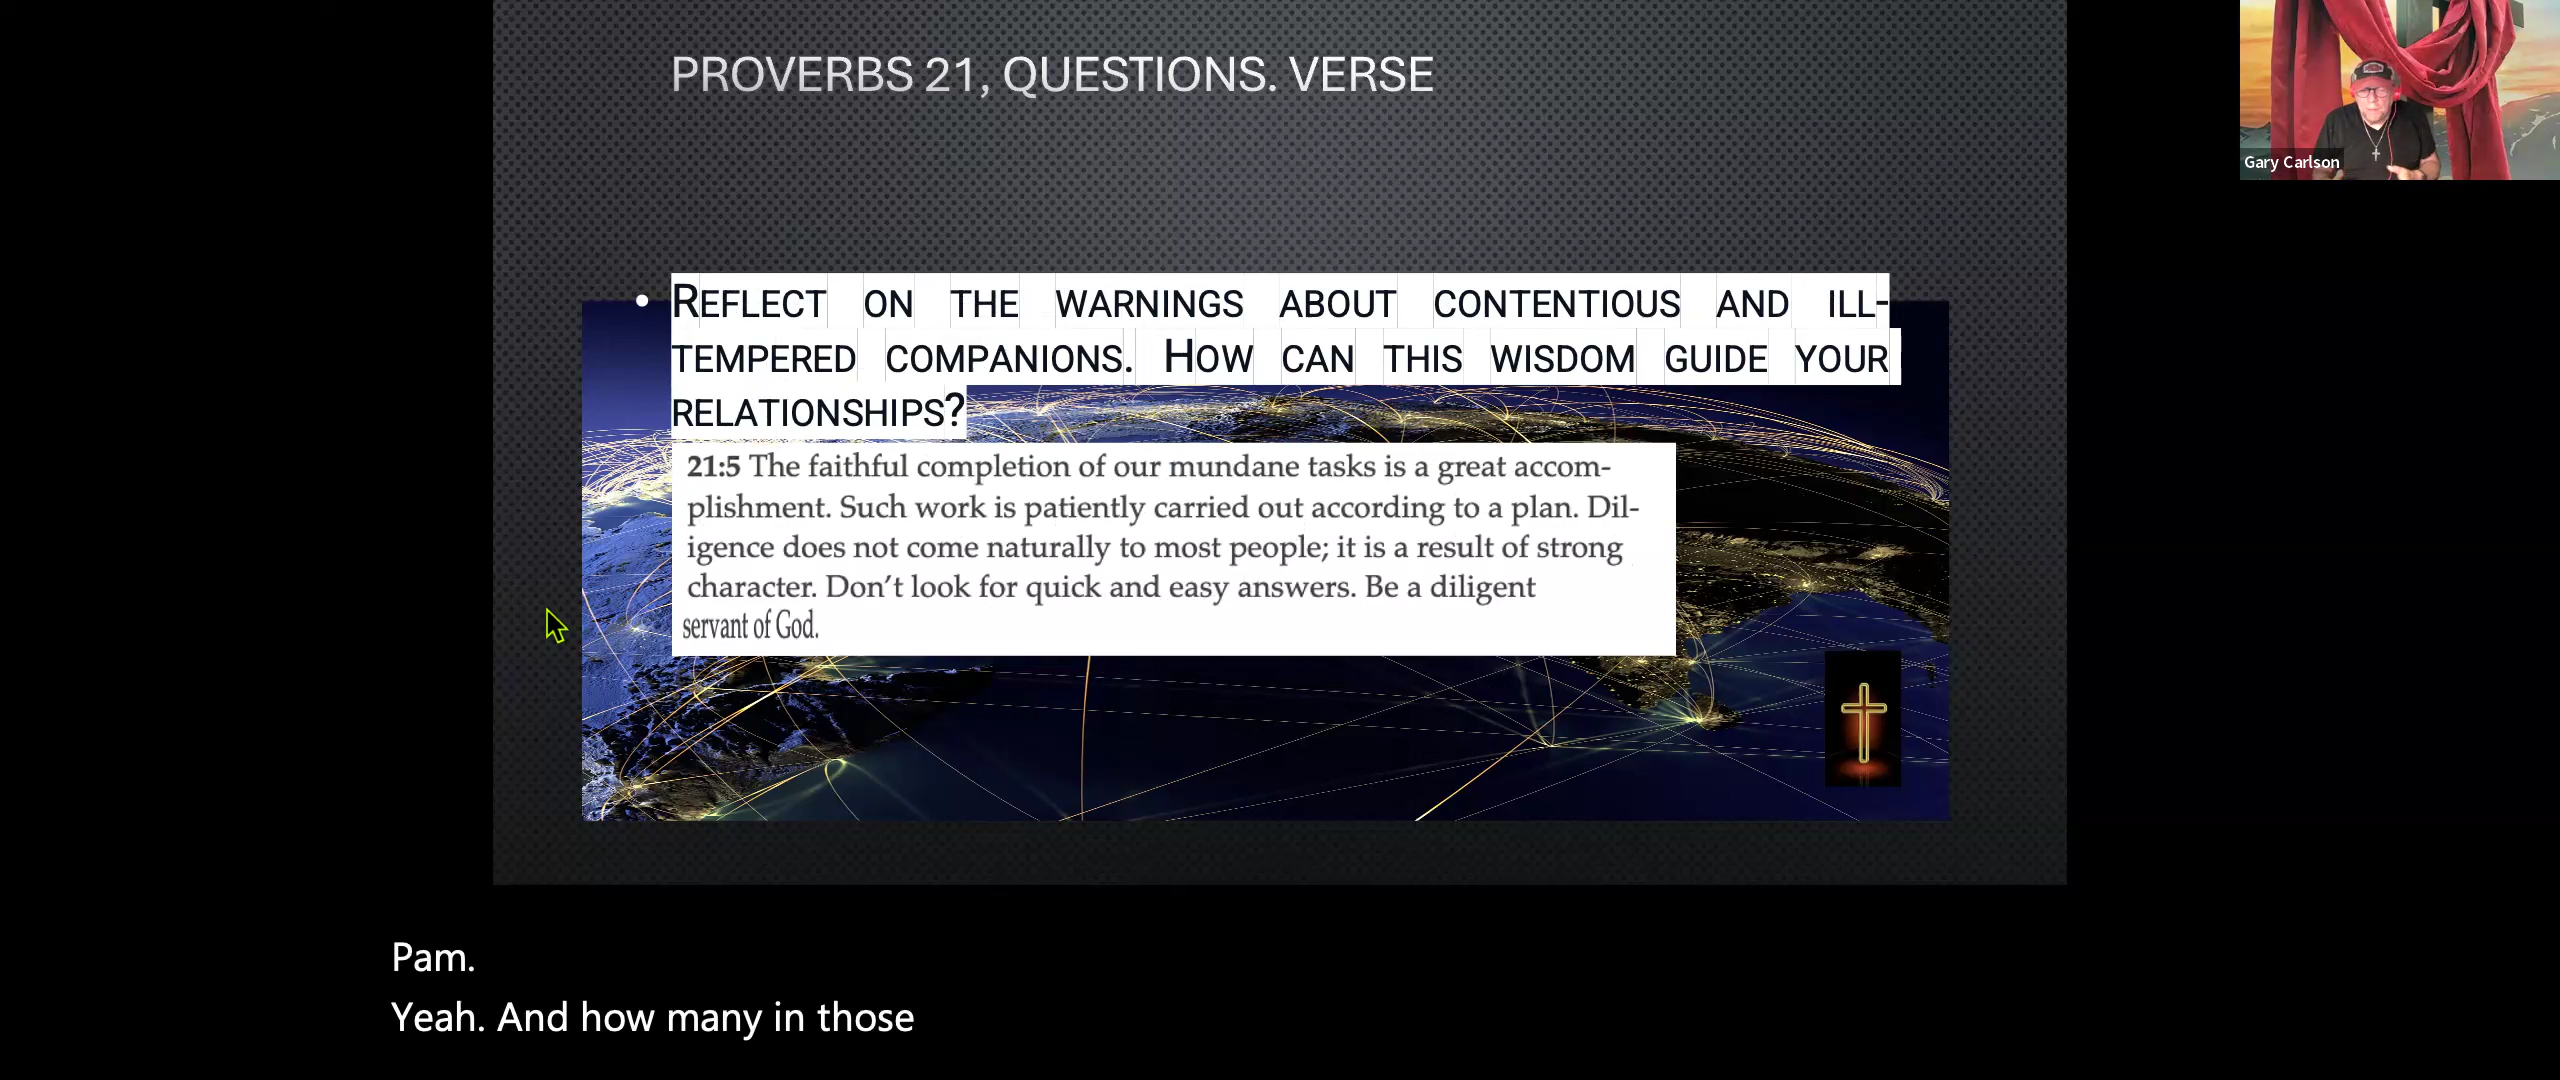 PROVERBS 21, QUESTIONS. VERSE
Gary Carlson
• REFLECT ON THE WARNINGS ABOUT CONTENTIOUS AND ILL-
TEMPERED COMPANIONS. HOW CAN THIS WISDOM GUIDE YOUR
RELATIONSHIPS?
21:5 The faithful completion of our mundane tasks is a great accom-
plishment. Such work is patiently carried out according to a plan. Dil-
igence does not come naturally to most people; it is a result of strong
character. Don't look for quick and easy answers. Be a diligent
servant of God.
Pam.
Yeah. And how many in those